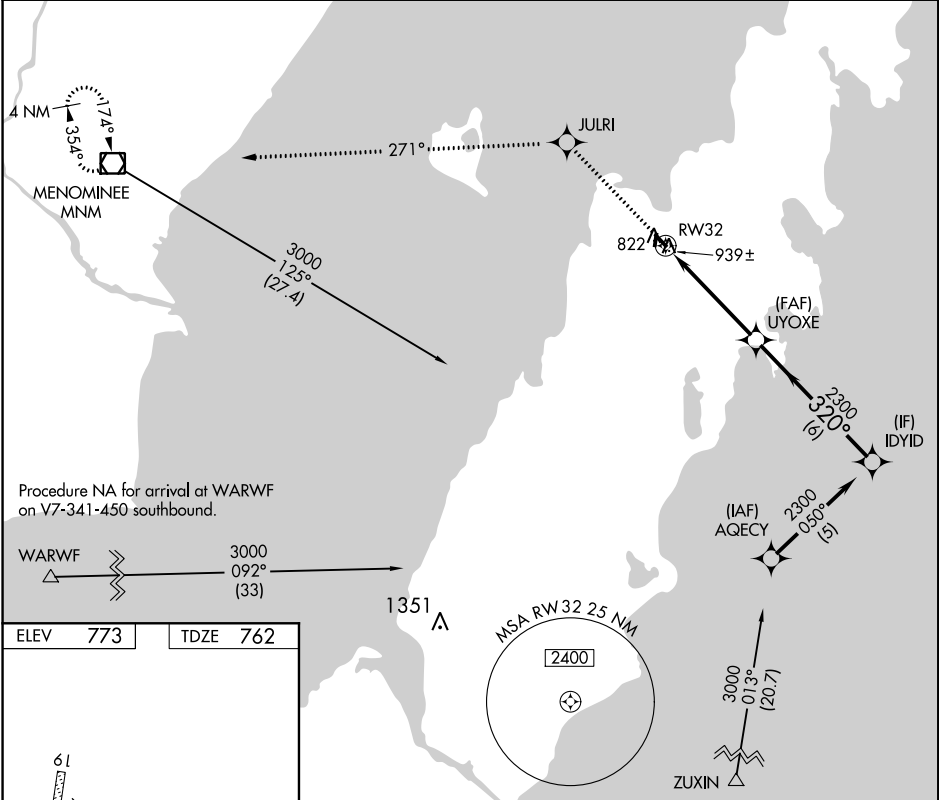 4 NM
174°
354°
MENOMINEE
MNM
271°
JULRI
3000
125°
(27.4)
822
RW32
939±
(FAF)
UYOXE
2300
320°
(6)
(IF)
IDYID
Procedure NA for arrival at WARWF
on V7-341-450 southbound.
WARWF
3000
092°
(33)
(IAF)
AQECY
2300
050°
(5)
1351
MSA RW32 25 NM
2400
3000
013°
(20.7)
ZUXIN
ELEV 773
TDZE 762
19